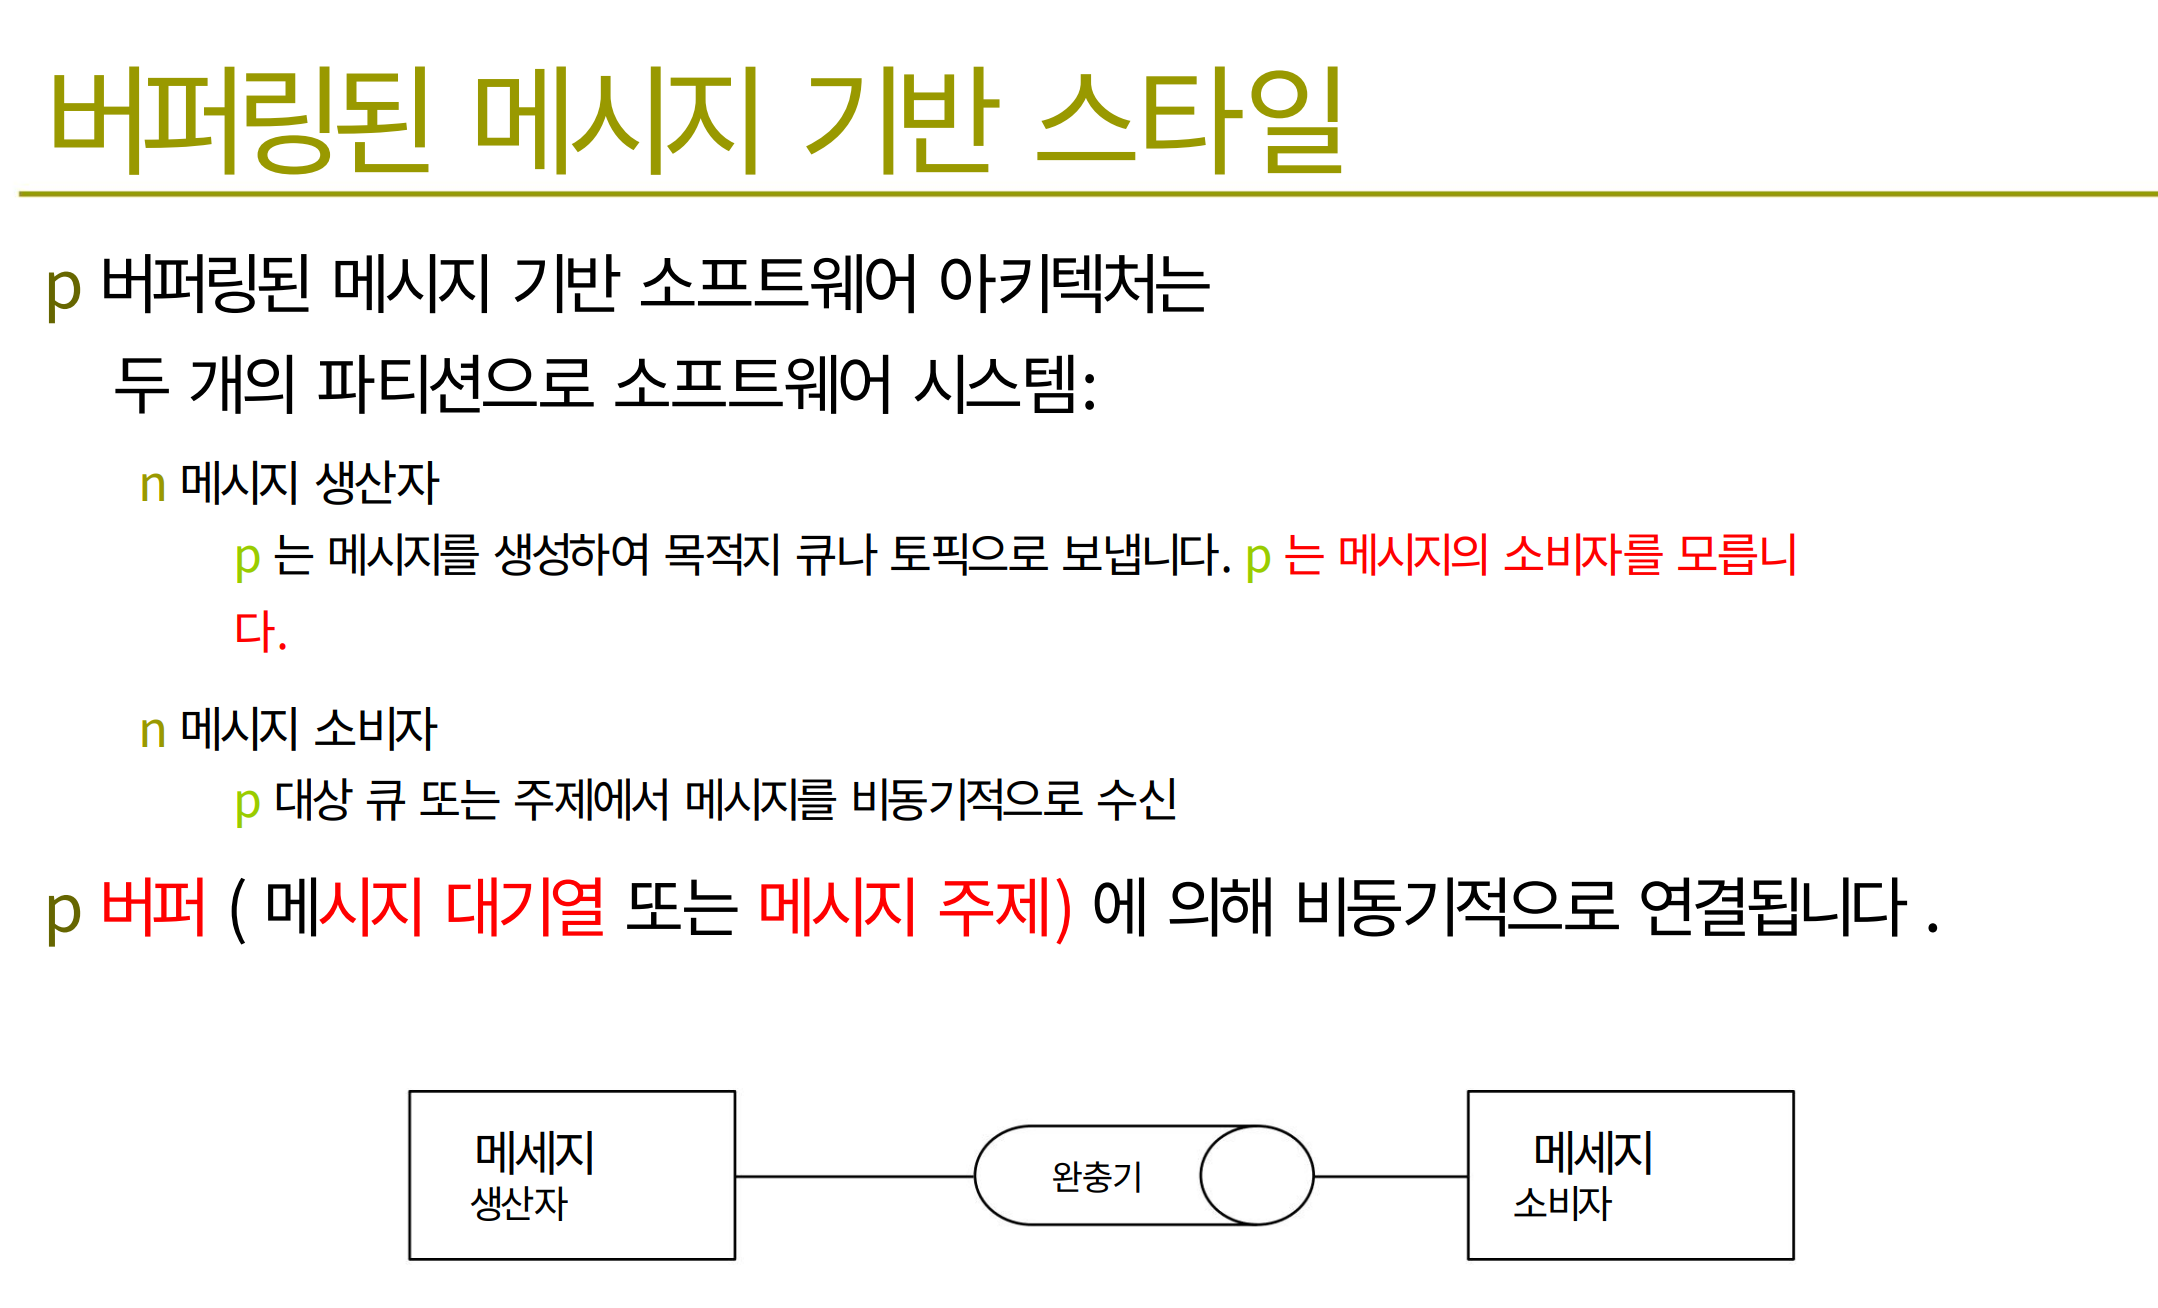 버퍼링된 메시지 기반 스타일
p 버퍼링된 메시지 기반 소프트웨어 아키텍처는
두 개의 파티션으로 소프트웨어 시스템:
n 메시지 생산자
p 는 메시지를 생성하여 목적지 큐나 토픽으로 보냅니다. p 는 메시지의 소비자를 모릅니
다.
n 메시지 소비자
p 대상 큐 또는 주제에서 메시지를 비동기적으로 수신
p 버퍼 ( 메시지 대기열 또는 메시지 주제) 에 의해 비동기적으로 연결됩니다 .
메세지
생산자
완충기
메세지
소비자